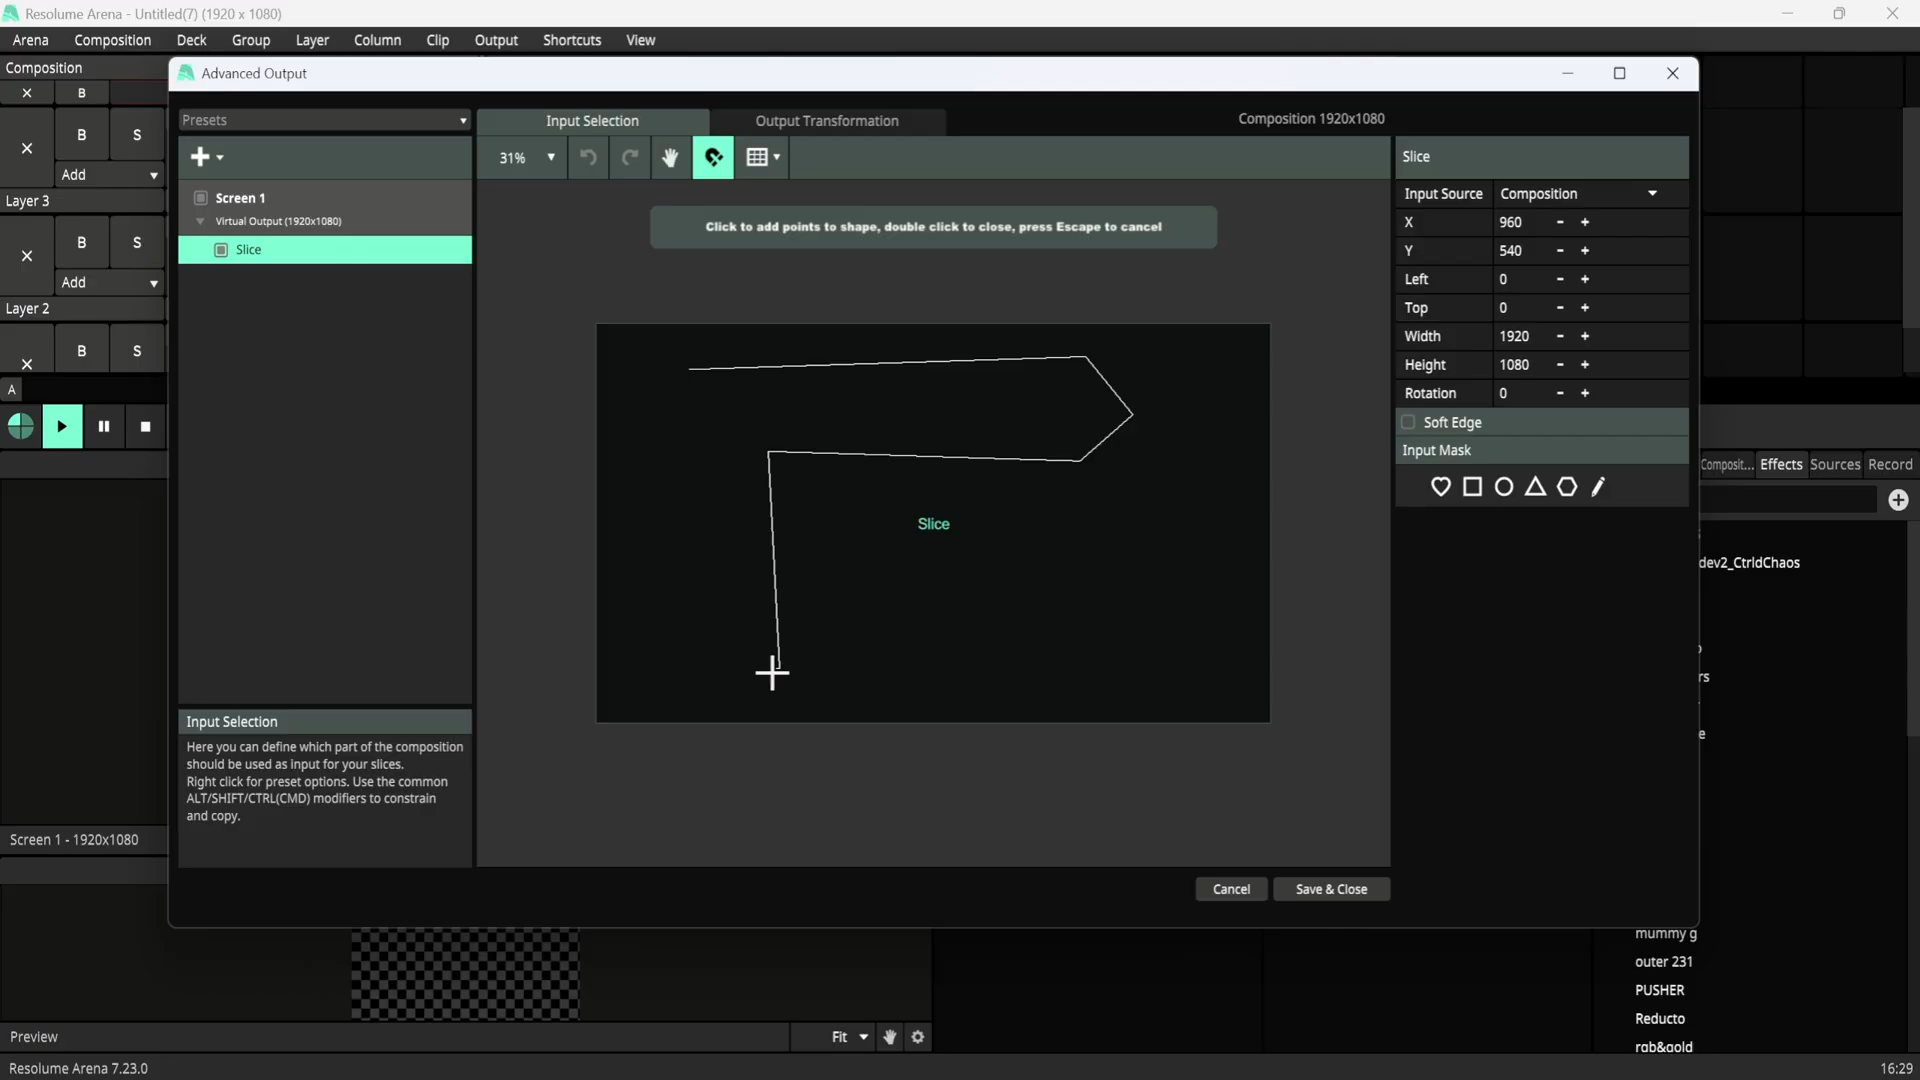 Resolume Arena - Untitled(7) (1920 x 1080)
Arena Composition Deck Group Layer Column Clip Output Shortcuts View
Composition
Advanced Output
B
Presets
Input Selection
Output Transformation
Composition 1920x1080
B S
31%
Slice
Add
Input Source Composition
Screen 1
Layer 3
Virtual Output (1920x1080)
X 960 - +
Click to add points to shape, double click to close, press Escape to cancel
B S
Slice
Y 540 - +
Add
Left 0 - +
Layer 2
Top 0 - +
Width 1920 - +
B S
Height 1080 - +
A
Rotation 0 - +
Soft Edge
Input Mask
Composit... Effects Sources Record
Slice
dev2_CtrldChaos
rs
e
Input Selection
Here you can define which part of the composition
should be used as input for your slices.
Right click for preset options. Use the common
ALT/SHIFT/CTRL(CMD) modifiers to constrain
and copy.
Screen 1 - 1920x1080
Cancel
Save & Close
mummy g
outer 231
PUSHER
Reducto
rgb&gold
Preview
Fit
Resolume Arena 7.23.0
16:29